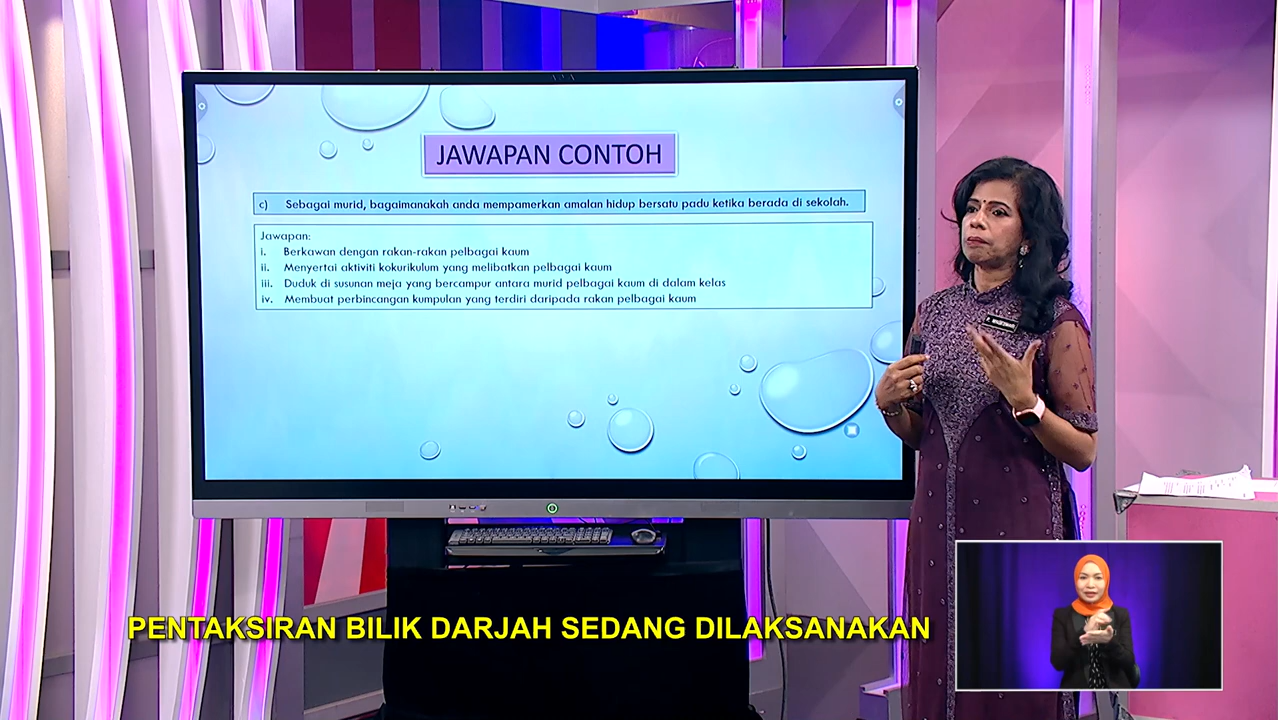 JAWAPAN CONTOH
c) Sebagai murid, bagaimanakah anda mempamerkan amalan hidup bersatu padu ketika berada di sekolah.
Jawapan:
i. Berkawan dengan rakan-rakan pelbagai kaum
ii. Menyertai aktiviti kokurikulum yang melibatkan pelbagai kaum
iii. Duduk di susunan meja yang bercampur antara murid pelbagai kaum di dalam kelas
iv. Membuat perbincangan kumpulan yang terdiri daripada rakan pelbagai kaum
PENTAKSIRAN BILIK DARJAH SEDANG DILAKSANAKAN